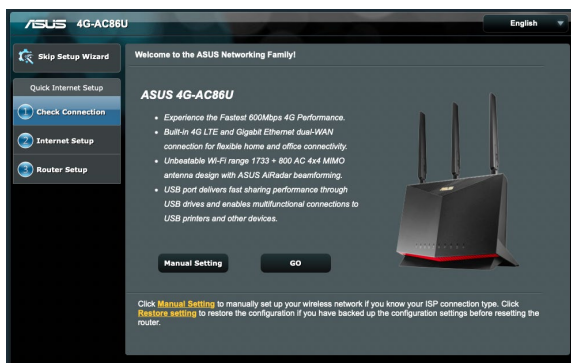 ASUS 4G-AC86U
English
Skip Setup Wizard
Quick Internet Setup
1 Check Connection
2 Internet Setup
3 Router Setup
Welcome to the ASUS Networking Family!
ASUS 4G-AC86U
• Experience the Fastest 600Mbps 4G Performance.
• Built-in 4G LTE and Gigabit Ethernet dual-WAN
connection for flexible home and office connectivity.
• Unbeatable Wi-Fi range 1733 + 800 AC 4x4 MIMO
antenna design with ASUS AiRadar beamforming.
• USB port delivers fast sharing performance through
USB drives and enables multifunctional connections to
USB printers and other devices.
Manual Setting
GO
Click Manual Setting to manually set up your wireless network if you know your ISP connection type. Click
Restore setting to restore the configuration if you have backed up the configuration settings before resetting the
router.